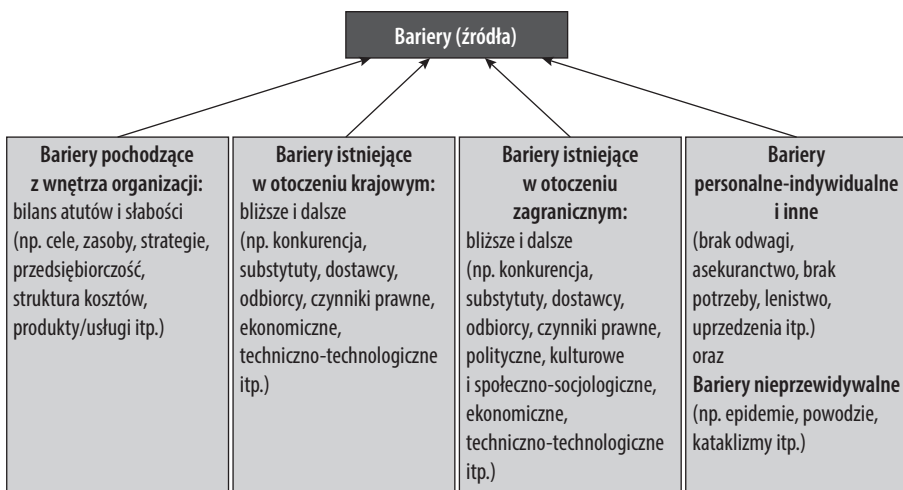 Bariery (źródła)
Bariery pochodzące
z wnętrza organizacji:
bilans atutów i słabości
(np. cele, zasoby, strategie,
przedsiębiorczość,
struktura kosztów,
produkty/usługi itp.)
Bariery istniejące
w otoczeniu krajowym:
bliższe i dalsze
(np. konkurencja,
substytuty, dostawcy,
odbiorcy, czynniki prawne,
ekonomiczne,
techniczno-technologiczne
itp.)
Bariery istniejące
w otoczeniu
zagranicznym:
bliższe i dalsze
(np. konkurencja,
substytuty, dostawcy,
odbiorcy, czynniki prawne,
polityczne, kulturowe
i społeczno-socjologiczne,
ekonomiczne,
techniczno-technologiczne
itp.)
Bariery
personalne-indywidualne
i inne
(brak odwagi,
asekuranctwo, brak
potrzeby, lenistwo,
uprzedzenia itp.)
oraz
Bariery nieprzewidywalne
(np. epidemie, powodzie,
kataklizmy itp.)